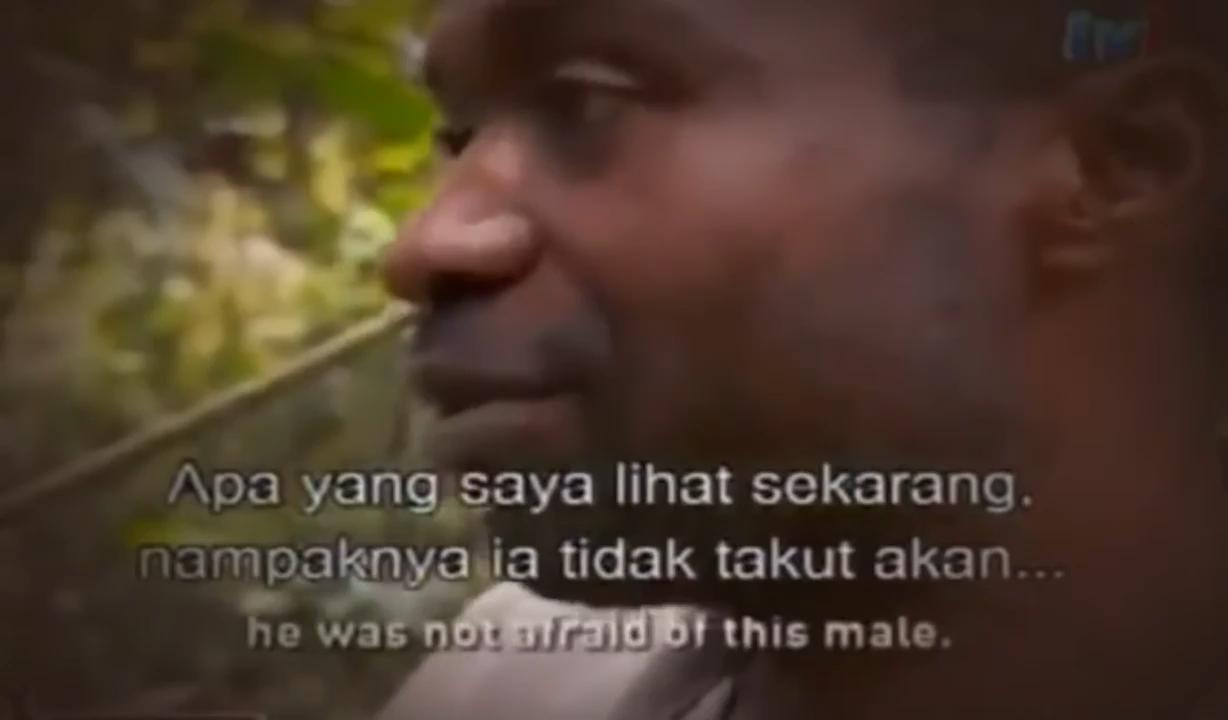 Apa yang saya lihat sekarang.
nampaknya ia tidak takut akan...
he was not afraid of this male.